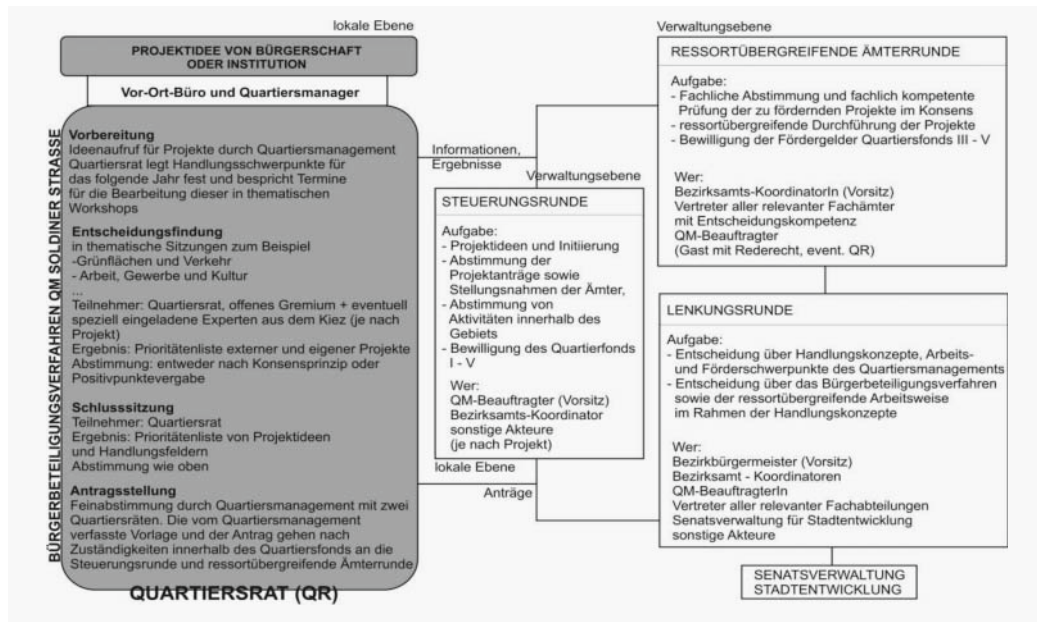 lokale Ebene
PROJEKTIDEE VON BÜRGERSCHAFT
ODER INSTITUTION
Vor-Ort-Büro und Quartiersmanager
BÜRGERBETEILIGUNGSVERFAHREN QM SOLDINER STRASSE
Vorbereitung
Ideenaufruf für Projekte durch Quartiersmanagement
Quartiersrat legt Handlungsschwerpunkte für
das folgende Jahr fest und bespricht Termine
für die Bearbeitung dieser in thematischen
Workshops
Entscheidungsfindung
in thematische Sitzungen zum Beispiel
-Grünflächen und Verkehr
- Arbeit, Gewerbe und Kultur
...
Teilnehmer: Quartiersrat, offenes Gremium + eventuell
speziell eingeladene Experten aus dem Kiez (je nach
Projekt)
Ergebnis: Prioritätenliste externer und eigener Projekte
Abstimmung: entweder nach Konsensprinzip oder
Positivpunktevergabe
Schlusssitzung
Teilnehmer: Quartiersrat
Ergebnis: Prioritätenliste von Projektideen
und Handlungsfeldern
Abstimmung wie oben
Antragsstellung
Feinabstimmung durch Quartiersmanagement mit zwei
Quartiersräten. Die vom Quartiersmanagement
verfasste Vorlage und der Antrag gehen nach
Zuständigkeiten innerhalb des Quartiersfonds an die
Steuerungsrunde und ressortübergreifende Ämterrunde
QUARTIERSRAT (QR)
Informationen,
Ergebnisse
Verwaltungsebene
STEUERUNGSRUNDE
Aufgabe:
- Projektideen und Initiierung
- Abstimmung der
Projektanträge sowie
Stellungsnahmen der Ämter,
- Abstimmung von
Aktivitäten innerhalb des
Gebiets
- Bewilligung des Quartierfonds
I - V
Wer:
QM-Beauftragter (Vorsitz)
Bezirksamts-Koordinator
sonstige Akteure
(je nach Projekt)
lokale Ebene
Anträge
Verwaltungsebene
RESSORTÜBERGREIFENDE ÄMTERRUNDE
Aufgabe:
- Fachliche Abstimmung und fachlich kompetente
Prüfung der zu fördernden Projekte im Konsens
- ressortübergreifende Durchführung der Projekte
- Bewilligung der Fördergelder Quartiersfonds III - V
Wer:
Bezirksamts-KoordinatorIn (Vorsitz)
Vertreter aller relevanter Fachämter
mit Entscheidungskompetenz
QM-Beauftragter
(Gast mit Rederecht, event. QR)
LENKUNGSRUNDE
Aufgabe:
- Entscheidung über Handlungskonzepte, Arbeits-
und Förderschwerpunkte des Quartiersmanagements
- Entscheidung über das Bürgerbeteiligungsverfahren
sowie der ressortübergreifende Arbeitsweise
im Rahmen der Handlungskonzepte
Wer:
Bezirkbürgermeister (Vorsitz)
Bezirksamt - Koordinatoren
QM-BeauftragterIn
Vertreter aller relevanter Fachabteilungen
Senatsverwaltung für Stadtentwicklung
sonstige Akteure
SENATSVERWALTUNG
STADTENTWICKLUNG